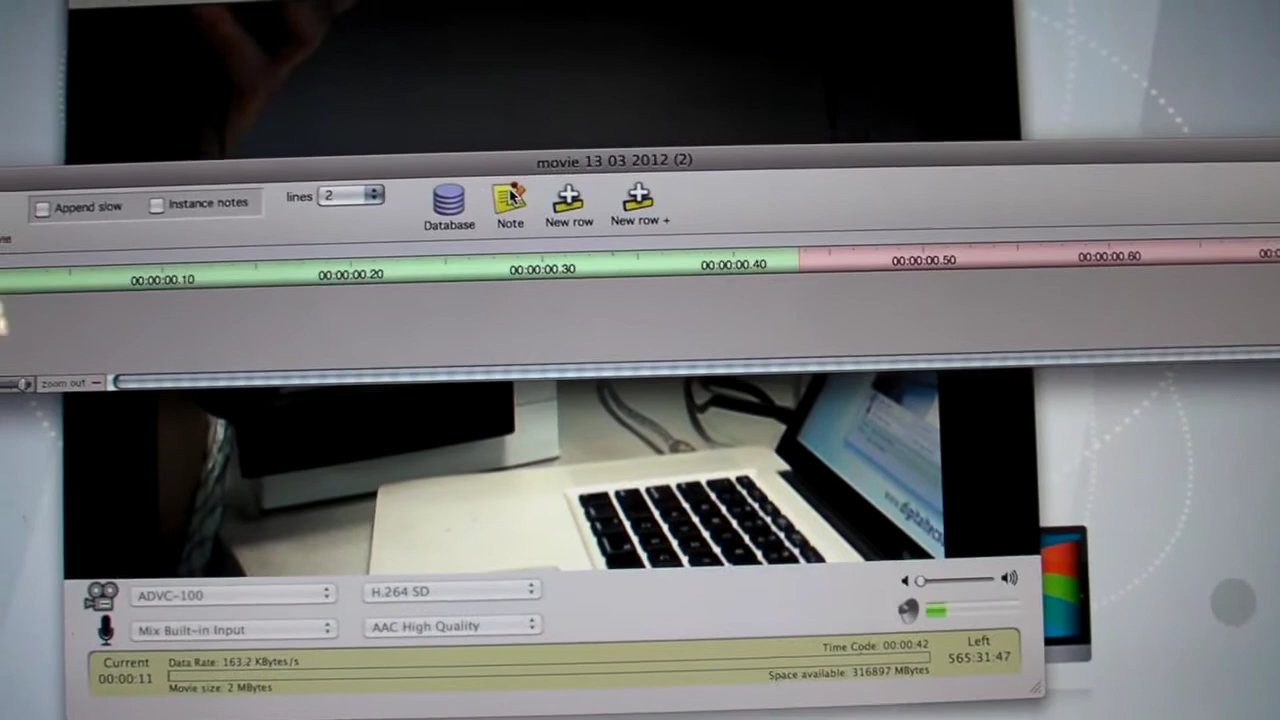 movie 13 03 2012 (2)
Append slow
Instance notes
lines 2
Database
Note
New row
New row +
00:00:00.10
00:00:00.20
00:00:00.30
00:00:00.40
00:00:00.50
00:00:00.60
zoom out
ADVC-100
H.264 SD
Mix Built-in Input
AAC High Quality
Current
00:00:11
Data Rate: 163.2 KBytes/s
Movie size: 2 MBytes
Time Code: 00:00:42
Space available: 316897 MBytes
Left
565:31:47